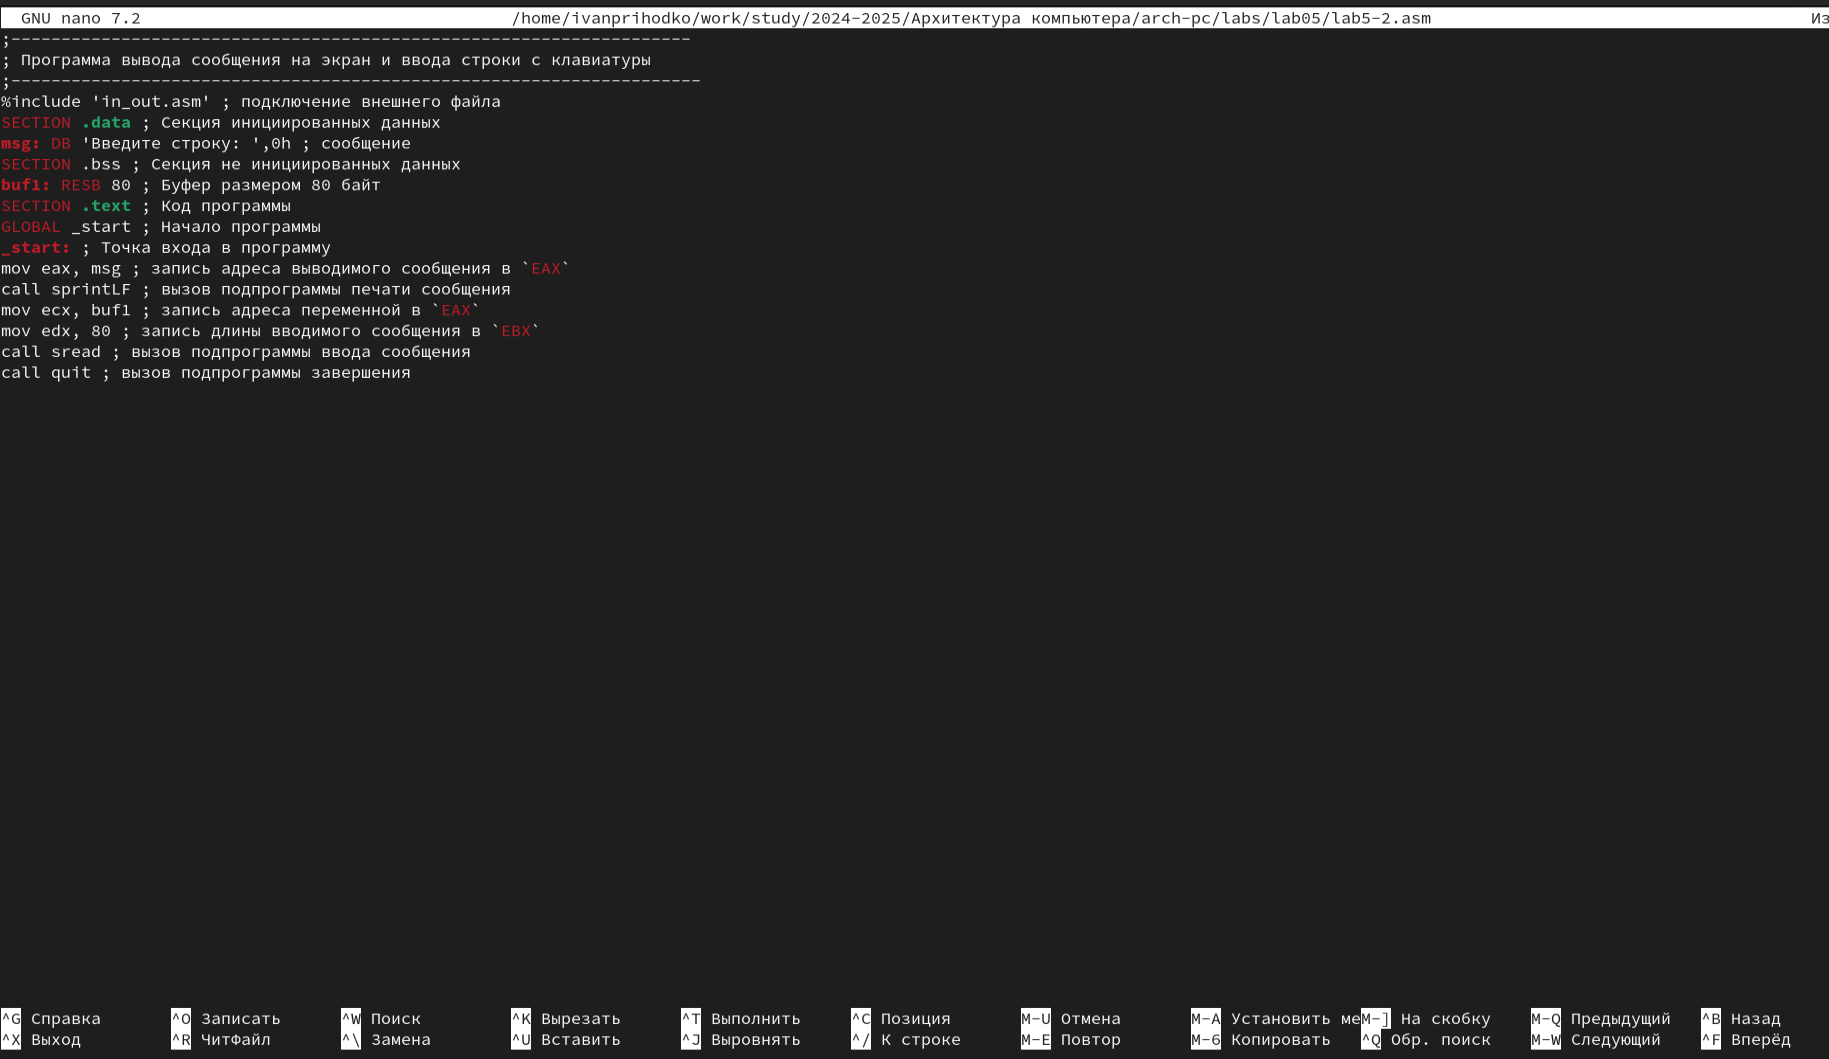 GNU nano 7.2 /home/ivanprihodko/work/study/2024-2025/Архитектура компьютера/arch-pc/labs/lab05/lab5-2.asm Из
;--------------------------------------------------------------------
; Программа вывода сообщения на экран и ввода строки с клавиатуры
;---------------------------------------------------------------------
%include 'in_out.asm' ; подключение внешнего файла
SECTION .data ; Секция инициированных данных
msg: DB 'Введите строку: ',0h ; сообщение
SECTION .bss ; Секция не инициированных данных
buf1: RESB 80 ; Буфер размером 80 байт
SECTION .text ; Код программы
GLOBAL _start ; Начало программы
_start: ; Точка входа в программу
mov eax, msg ; запись адреса выводимого сообщения в `EAX`
call sprintLF ; вызов подпрограммы печати сообщения
mov ecx, buf1 ; запись адреса переменной в `EAX`
mov edx, 80 ; запись длины вводимого сообщения в `EBX`
call sread ; вызов подпрограммы ввода сообщения
call quit ; вызов подпрограммы завершения
^G Справка ^O Записать ^W Поиск ^K Вырезать ^T Выполнить ^C Позиция M-U Отмена M-A Установить меM-] На скобку M-Q Предыдущий ^B Назад
^X Выход ^R ЧитФайл ^\ Замена ^U Вставить ^J Выровнять ^/ К строке M-E Повтор M-6 Копировать ^Q Обр. поиск M-W Следующий ^F Вперёд